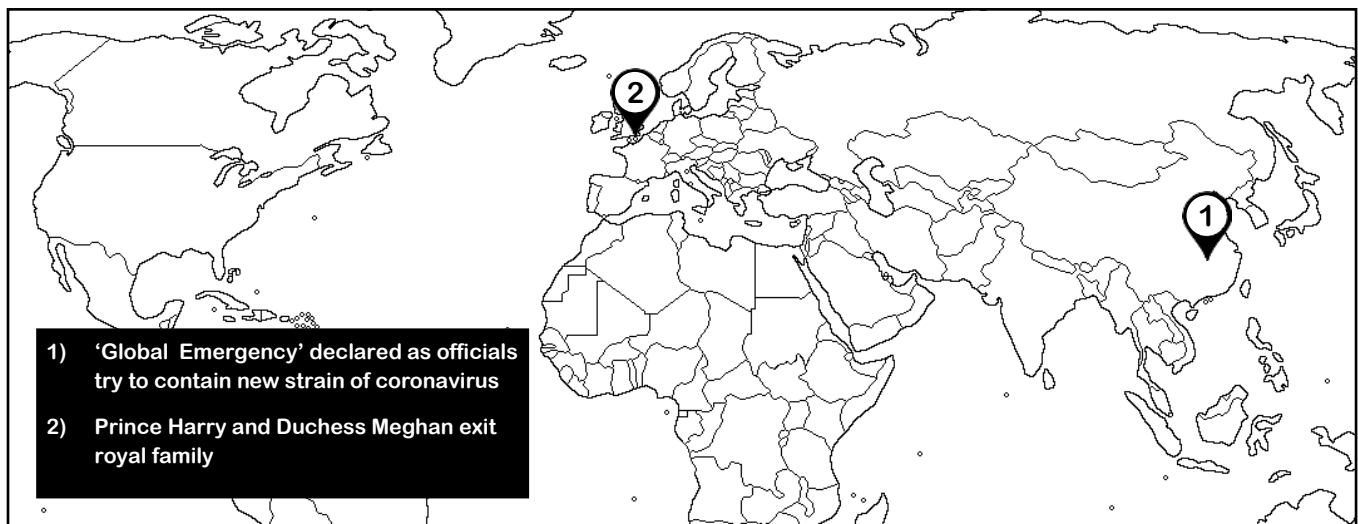 2
1
1) ‘Global Emergency’ declared as officials
try to contain new strain of coronavirus
2) Prince Harry and Duchess Meghan exit
royal family